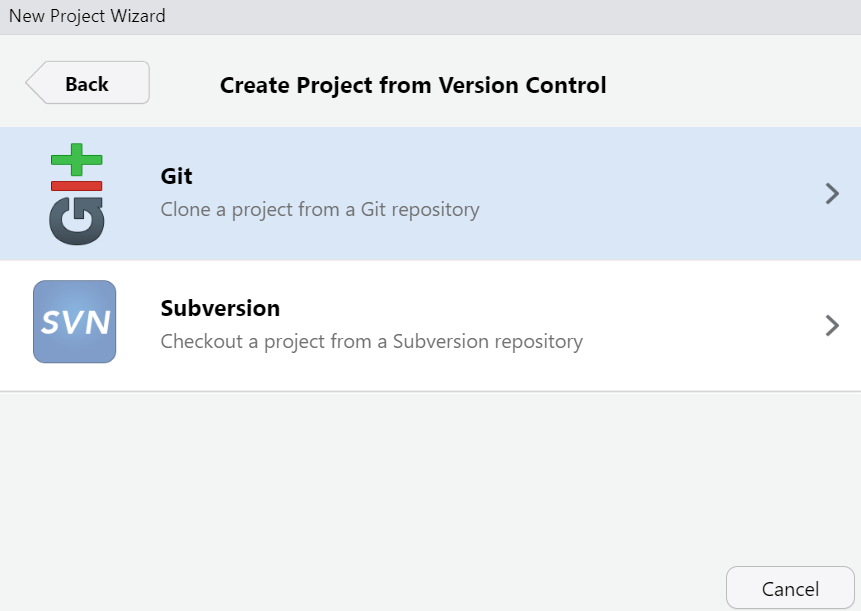 New Project Wizard
Back
Create Project from Version Control
GIT
Git
Clone a project from a Git repository
SVN
Subversion
Checkout a project from a Subversion repository
Cancel